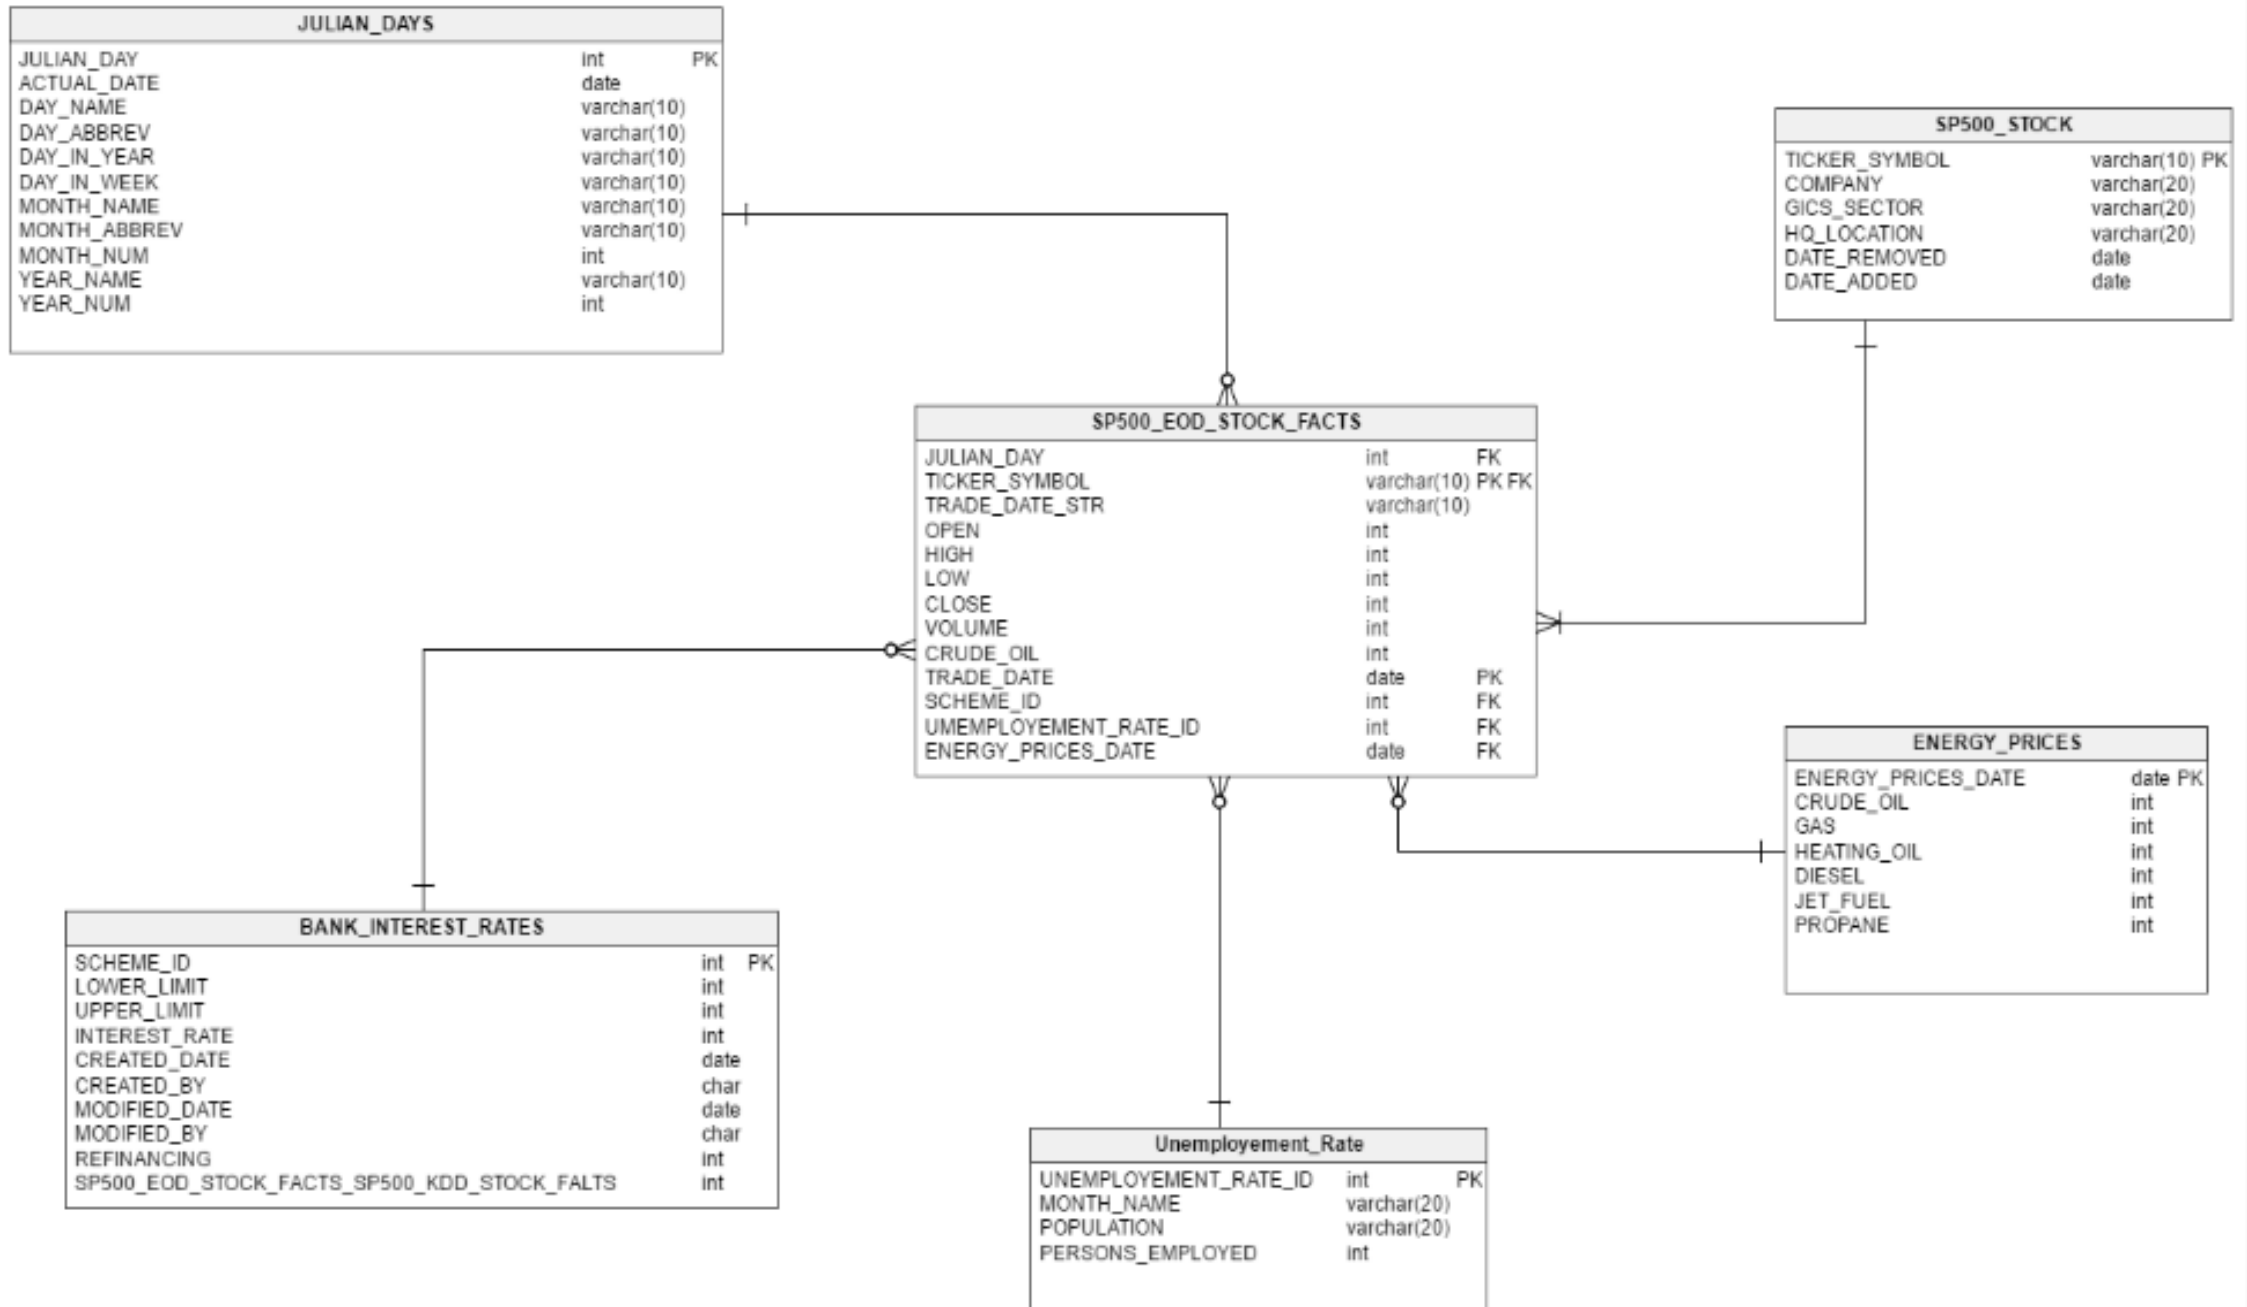 JULIAN_DAYS
JULIAN_DAY int PK
ACTUAL_DATE date
DAY_NAME varchar(10)
DAY_ABBREV varchar(10)
DAY_IN_YEAR varchar(10)
DAY_IN_WEEK varchar(10)
MONTH_NAME varchar(10)
MONTH_ABBREV varchar(10)
MONTH_NUM int
YEAR_NAME varchar(10)
YEAR_NUM int
SP500_STOCK
TICKER_SYMBOL varchar(10) PK
COMPANY varchar(20)
GICS_SECTOR varchar(20)
HQ_LOCATION varchar(20)
DATE_REMOVED date
DATE_ADDED date
SP500_EOD_STOCK_FACTS
JULIAN_DAY int FK
TICKER_SYMBOL varchar(10) PK FK
TRADE_DATE_STR varchar(10)
OPEN int
HIGH int
LOW int
CLOSE int
VOLUME int
CRUDE_OIL int
TRADE_DATE date PK
SCHEME_ID int FK
UMEMPLOYEMENT_RATE_ID int FK
ENERGY_PRICES_DATE date FK
ENERGY_PRICES
ENERGY_PRICES_DATE date PK
CRUDE_OIL int
GAS int
HEATING_OIL int
DIESEL int
JET_FUEL int
PROPANE int
BANK_INTEREST_RATES
SCHEME_ID int PK
LOWER_LIMIT int
UPPER_LIMIT int
INTEREST_RATE int
CREATED_DATE date
CREATED_BY char
MODIFIED_DATE date
MODIFIED_BY char
REFINANCING int
SP500_EOD_STOCK_FACTS_SP500_KDD_STOCK_FALTS int
Unemployement_Rate
UNEMPLOYEMENT_RATE_ID int PK
MONTH_NAME varchar(20)
POPULATION varchar(20)
PERSONS_EMPLOYED int